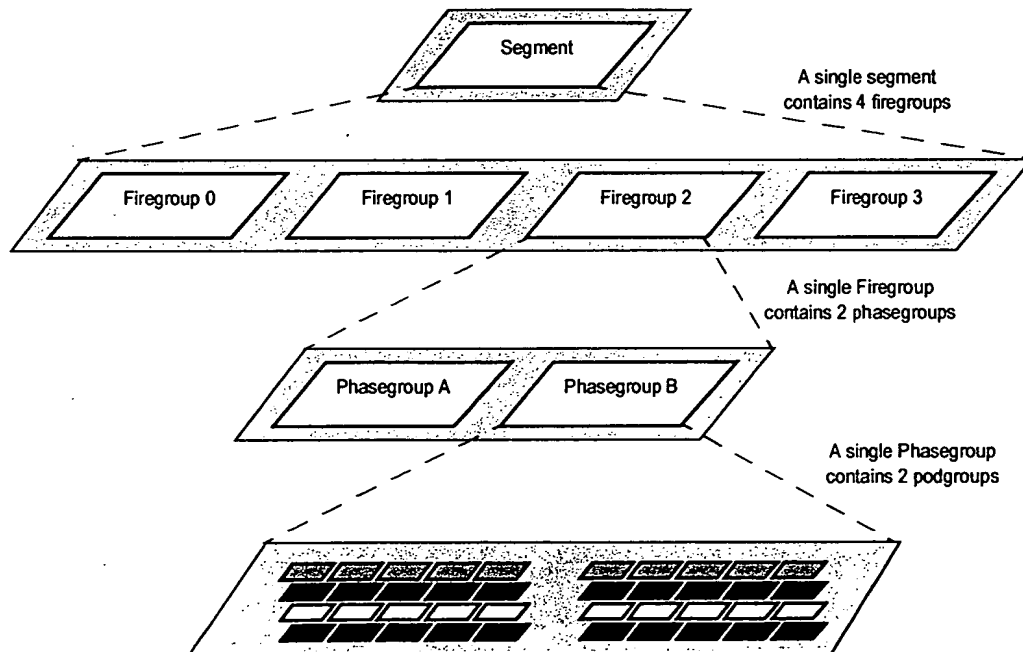 Segment
A single segment
contains 4 firegroups
Firegroup 0
Firegroup 1
Firegroup 2
Firegroup 3
A single Firegroup
contains 2 phasegroups
Phasegroup A
Phasegroup B
A single Phasegroup
contains 2 podgroups